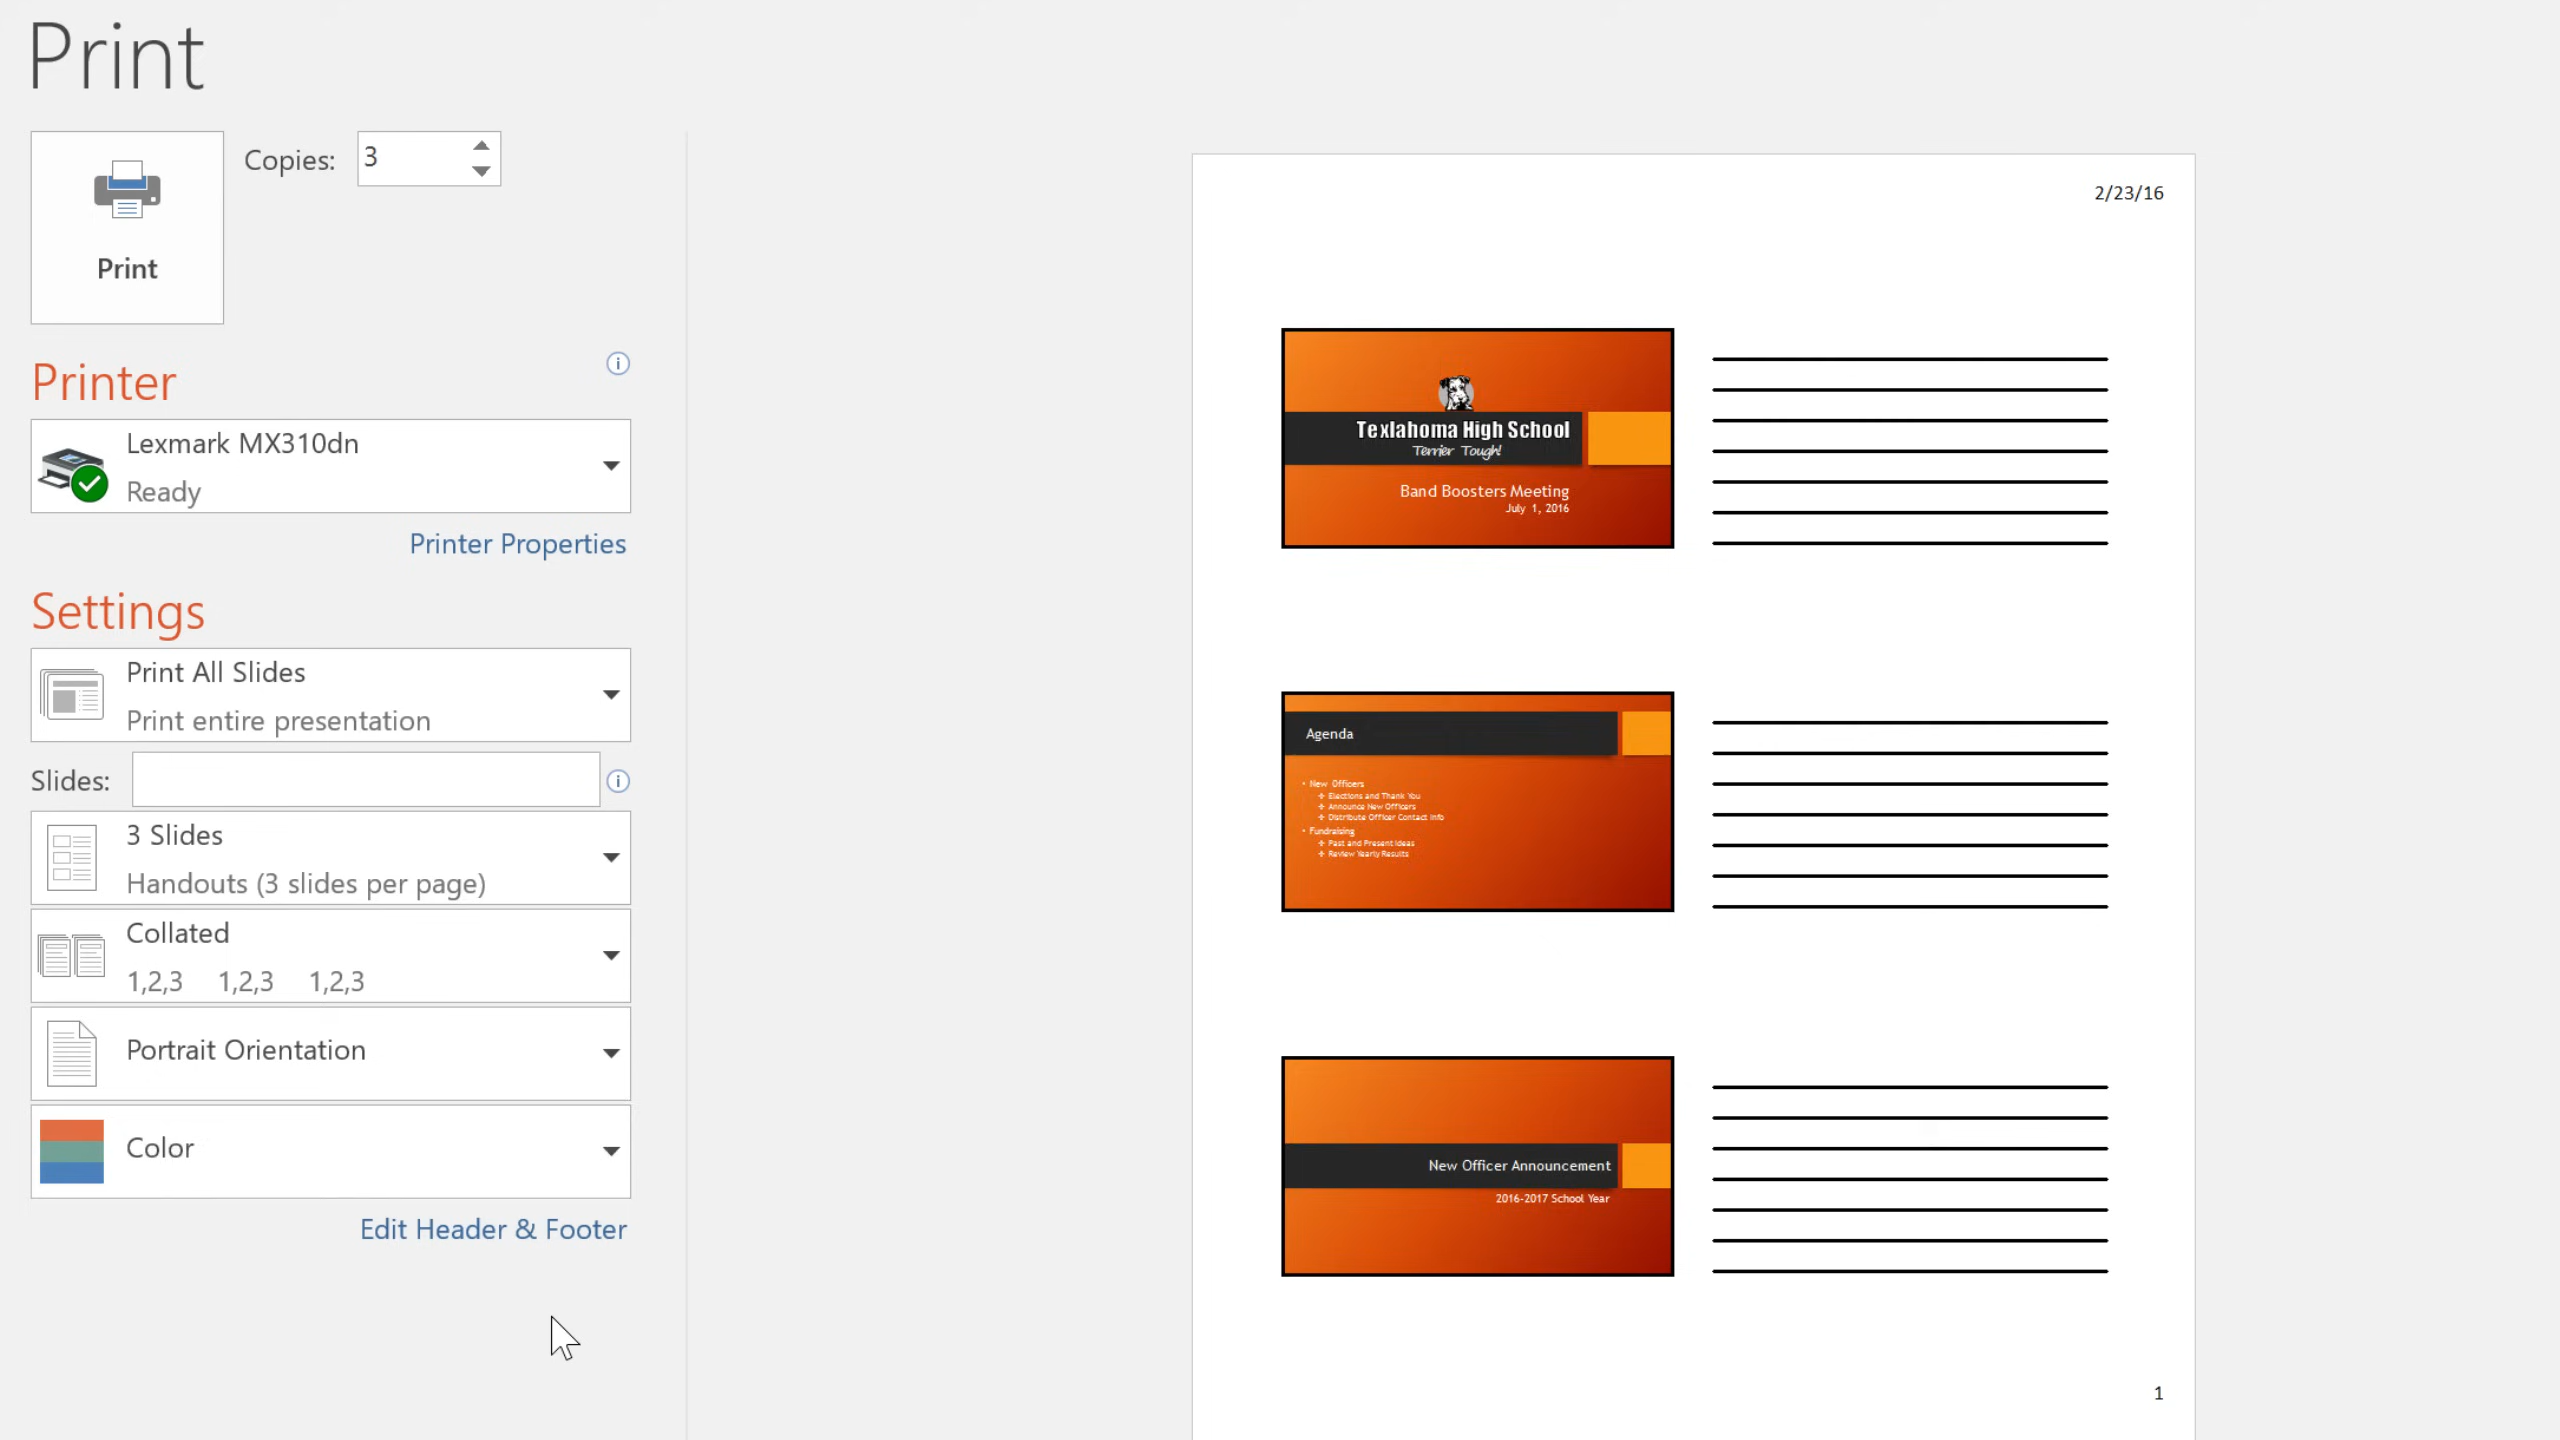 Print
Print
Copies: 3
Printer
Lexmark MX310dn
Ready
Printer Properties
Settings
Print All Slides
Print entire presentation
Slides:
3 Slides
Handouts (3 slides per page)
Collated
1,2,3 1,2,3 1,2,3
Portrait Orientation
Color
Edit Header & Footer
2/23/16
Texlahoma High School
Terrier Tough!
Band Boosters Meeting
July 1, 2016
Agenda
• New Officers
Elections and Thank You
Announce New Officers
Distribute Officer Contact Info
• Fundraising
Past and Present Ideas
Review Yearly Results
New Officer Announcement
2016-2017 School Year
1